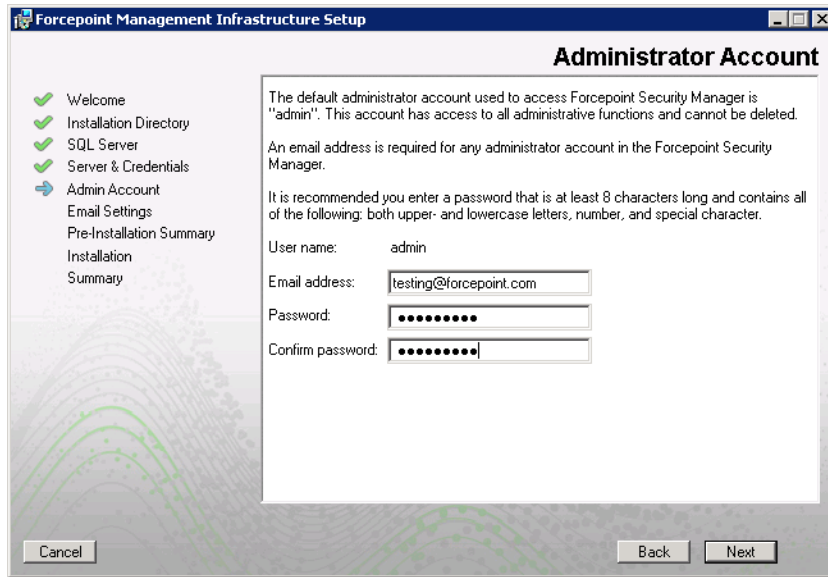 Forcepoint Management Infrastructure Setup
Administrator Account
Welcome
Installation Directory
SQL Server
Server & Credentials
Admin Account
Email Settings
Pre-Installation Summary
Installation
Summary
The default administrator account used to access Forcepoint Security Manager is
"admin". This account has access to all administrative functions and cannot be deleted.
An email address is required for any administrator account in the Forcepoint Security
Manager.
It is recommended you enter a password that is at least 8 characters long and contains all
of the following: both upper- and lowercase letters, number, and special character.
User name: admin
Email address: testing@forcepoint.com
Password: ●●●●●●●●●
Confirm password: ●●●●●●●●●
Cancel Back Next